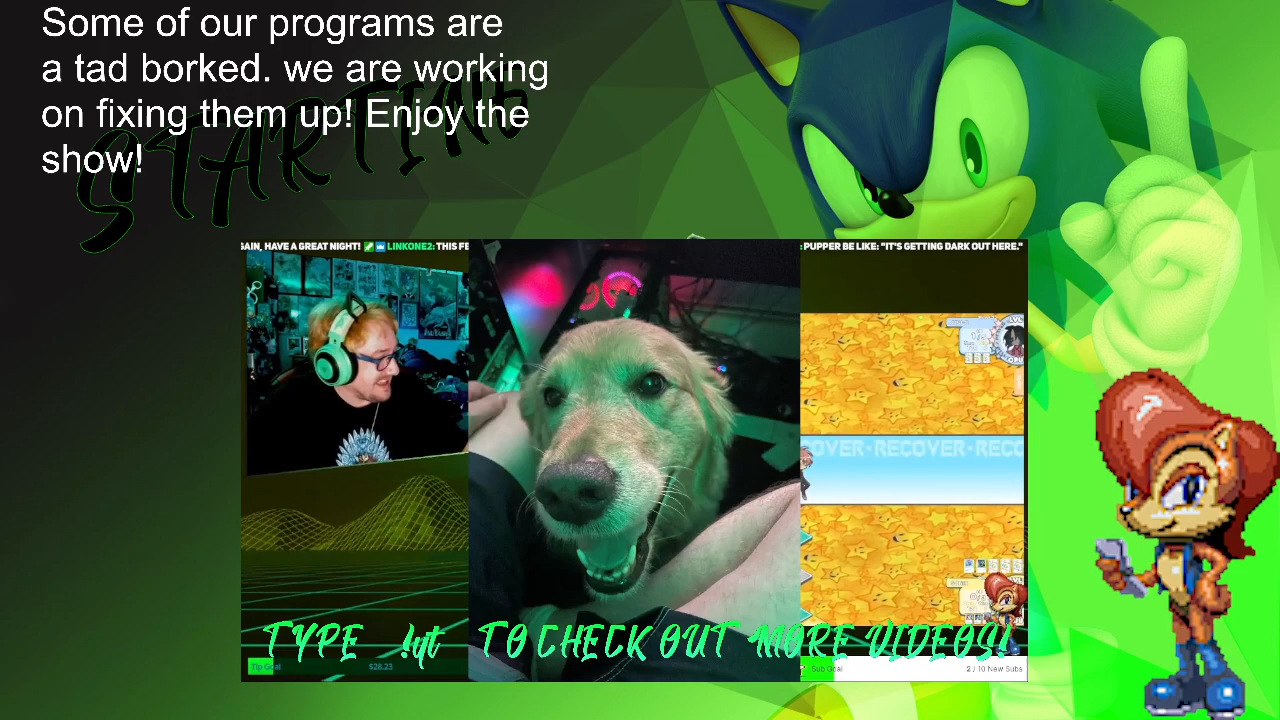 Some of our programs are
a tad borked. we are working
on fixing them up! Enjoy the
show!
STARTING
GAIN, HAVE A GREAT NIGHT! LINKONE2: THIS FE
: PUPPER BE LIKE: "IT'S GETTING DARK OUT HERE."
OVER • RECOVER • RECO
TYPE !yt TO CHECK OUT MORE VIDEOS!
Tip Goal $28.23
Sub Goal 2 / 10 New Subs